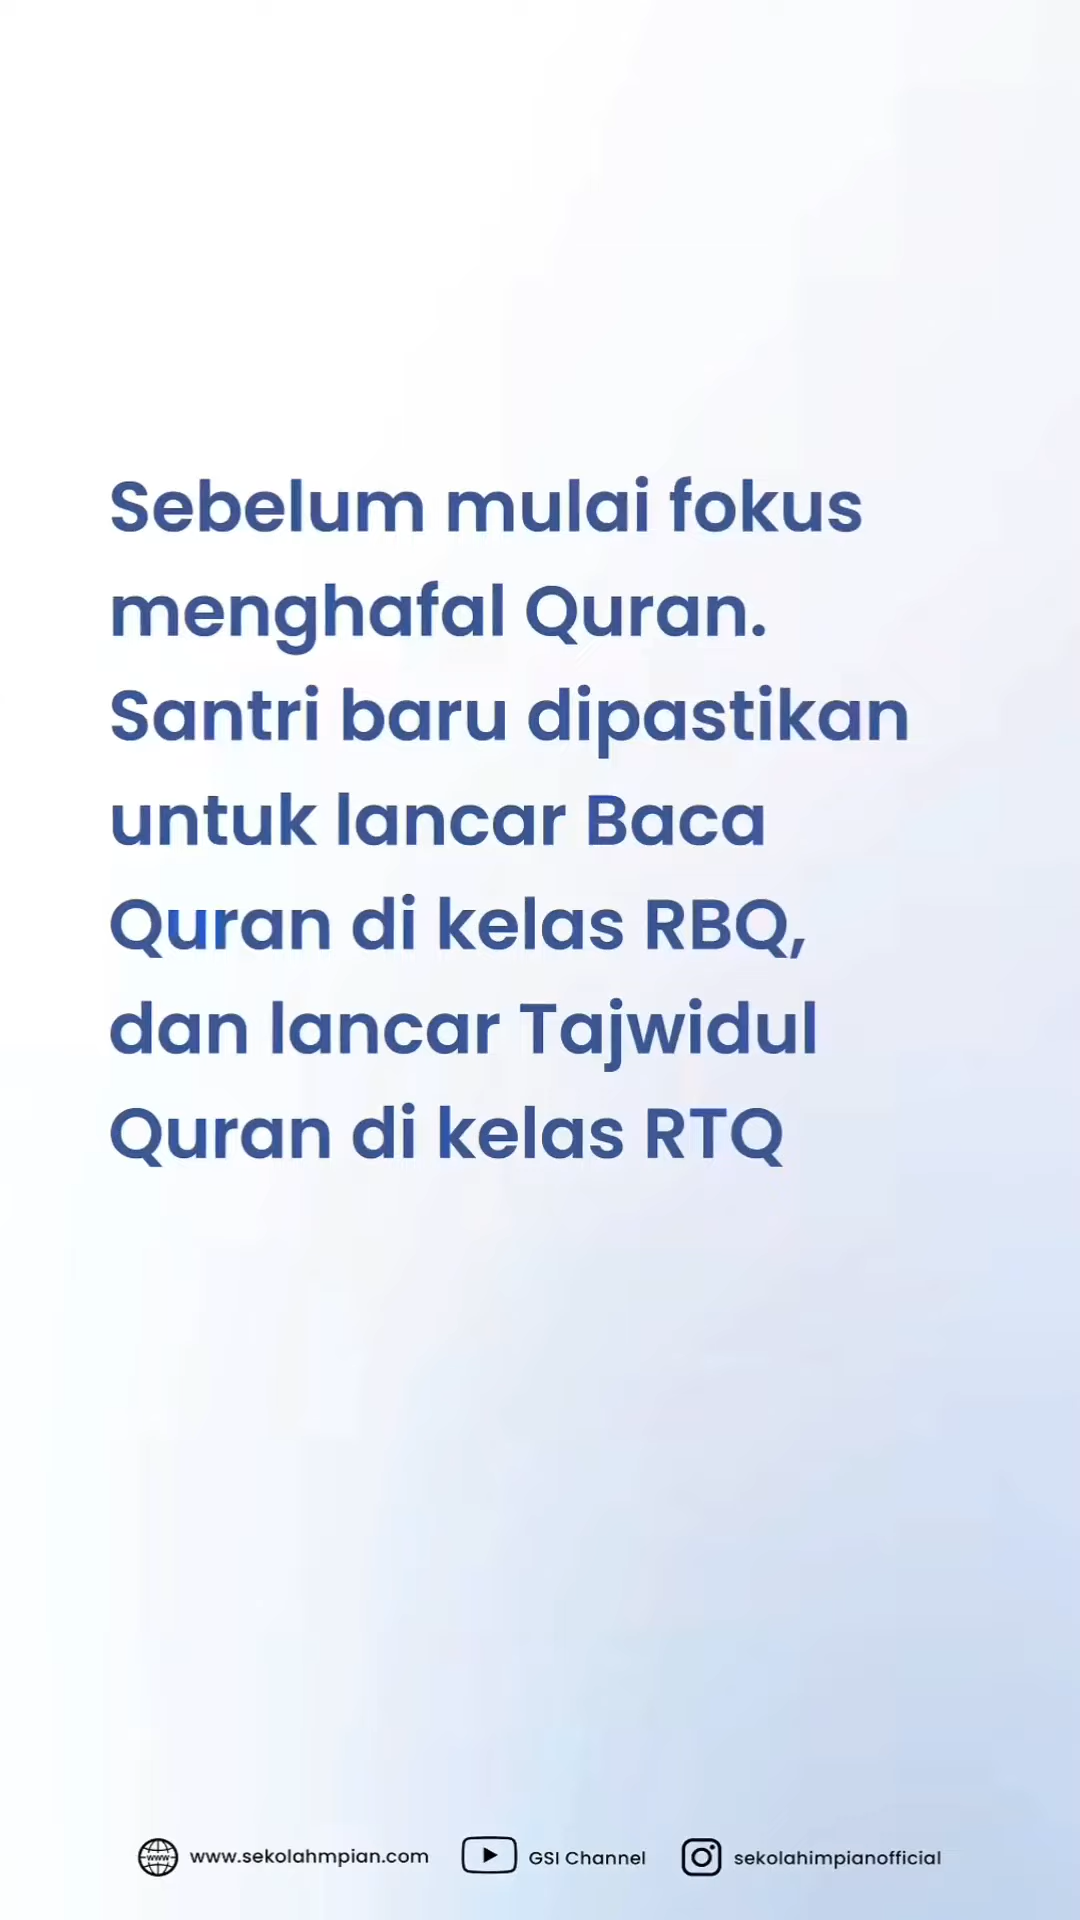 Sebelum mulai fokus
menghafal Quran.
Santri baru dipastikan
untuk lancar Baca
Quran di kelas RBQ,
dan lancar Tajwidul
Quran di kelas RTQ
www.sekolahmpian.com
GSI Channel
sekolahimpianofficial